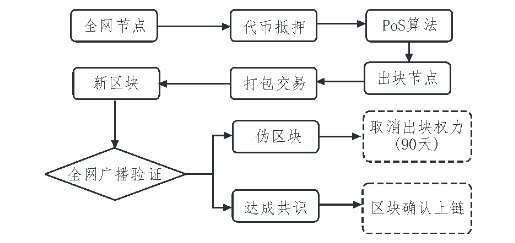 全网节点
代币抵押
PoS算法
出块节点
打包交易
新区块
全网广播验证
伪区块
取消出块权力
(90天)
达成共识
区块确认上链